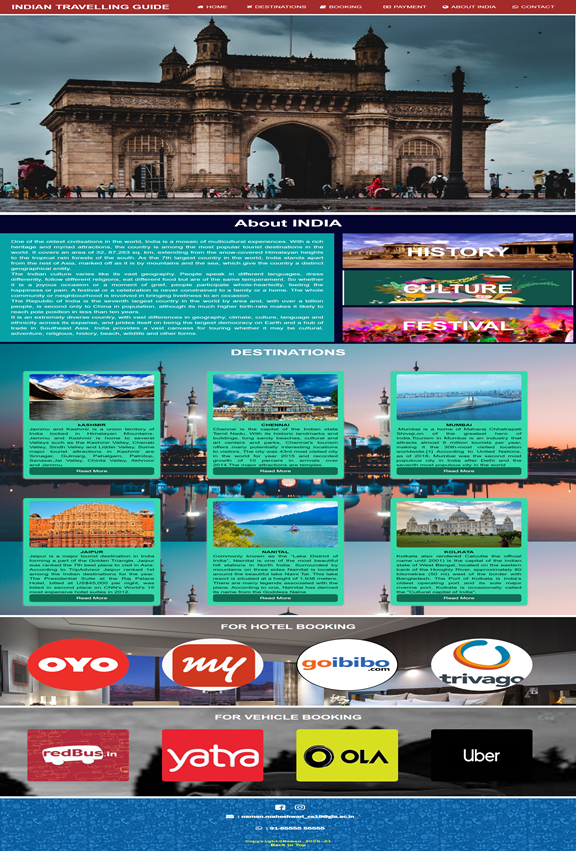 INDIAN TRAVELLING GUIDE
HOME DESTINATIONS BOOKING PAYMENT ABOUT INDIA CONTACT
About INDIA
One of the oldest civilisations in the world, India is a mosaic of multicultural experiences. With a rich
heritage and myriad attractions, the country is among the most popular tourist destinations in the
world. It covers an area of 32, 87,263 sq. km, extending from the snow-covered Himalayan heights
to the tropical rain forests of the south. As the 7th largest country in the world, India stands apart
from the rest of Asia, marked off as it is by mountains and the sea, which give the country a distinct
geographical entity.
The Indian culture varies like its vast geography. People speak in different languages, dress
differently, follow different religions, eat different food but are of the same temperament. So whether
it is a joyous occasion or a moment of grief, people participate whole-heartedly, feeling the
happiness or pain. A festival or a celebration is never constrained to a family or a home. The whole
community or neighbourhood is involved in bringing liveliness to an occasion.
The Republic of India is the seventh largest country in the world by area and, with over a billion
people, is second only to China in population, although its much higher birth-rate makes it likely to
reach pole position in less than ten years.
It is an extremely diverse country, with vast differences in geography, climate, culture, language and
ethnicity across its expanse, and prides itself on being the largest democracy on Earth and a hub of
trade in Southeast Asia. India provides a vast canvas for touring whether it may be cultural,
adventure, religious, history, beach, wildlife and other forms.
HISTORY
CULTURE
FESTIVAL
DESTINATIONS
KASHMIR
Jammu and Kashmir is a union territory of
India located in Himalayan Mountains.
Jammu and Kashmir is home to several
Valleys such as the Kashmir Valley, Chenab
Valley, Sindh Valley and Lidder Valley. Some
major tourist attractions in Kashmir are
Srinagar, Gulmarg, Pahalgam, Patnitop,
and Jammu.
Read More
CHENNAI
Chennai is the capital of the Indian state
Tamil Nadu. With its historic landmarks and
buildings, long sandy beaches, cultural and
art centers and parks, Chennai's tourism
offers many potentially interesting locations
to visitors. The city was 43rd most visited city
in the world for year 2015 and recorded
growth of 20 percent in arrivals over
2014.The major attractions are temples.
Read More
MUMBAI
Mumbai is a home of Maharaj Chhatrapati
Shivaji,on of the greatest hero of
India.Tourism in Mumbai is an industry that
attracts almost 6 million tourists per year,
making it the 30th-most visited location
worldwide.[1] According to United Nations,
as of 2018, Mumbai was the second most
populous city in India after Delhi and the
seventh most populous city in the world
Read More
JAIPUR
Jaipur is a major tourist destination in India
forming a part of the Golden Triangle. Jaipur
was ranked the 7th best place to visit in Asia.
According to TripAdvisor Jaipur ranked 1st
among the Indian destinations for the year.
The Presidential Suite at the Raj Palace
Hotel, billed at US$45,000 per night, was
listed in second place on CNN's World's 15
most expensive hotel suites in 2012.
Read More
NANITAL
Commonly known as the "Lake District of
India", Nainital is one of the most beautiful
hill stations in North India. Surrounded by
mountains on three sides Nainital is located
around the beautiful lake Naini Tal. This lake
resort is situated at a height of 1,938 meters.
There are many legends associated with the
place. According to one, Nainital has derived
its name from the Goddess Naina.
Read More
KOLKATA
Kolkata also rendered Calcutta the official
name until 2001) is the capital of the Indian
state of West Bengal, located on the eastern
bank of the Hooghly River, approximately 80
kilometres (50 mi) west of the border with
Bangladesh. The Port of Kolkata is India's
oldest operating port and its sole major
riverine port. Kolkata is occasionally called
the "Cultural capital of India".
Read More
FOR HOTEL BOOKING
OYO
my
goibibo
.com
trivago
FOR VEHICLE BOOKING
redBus.in
yatra
OLA
Uber
Back to Top